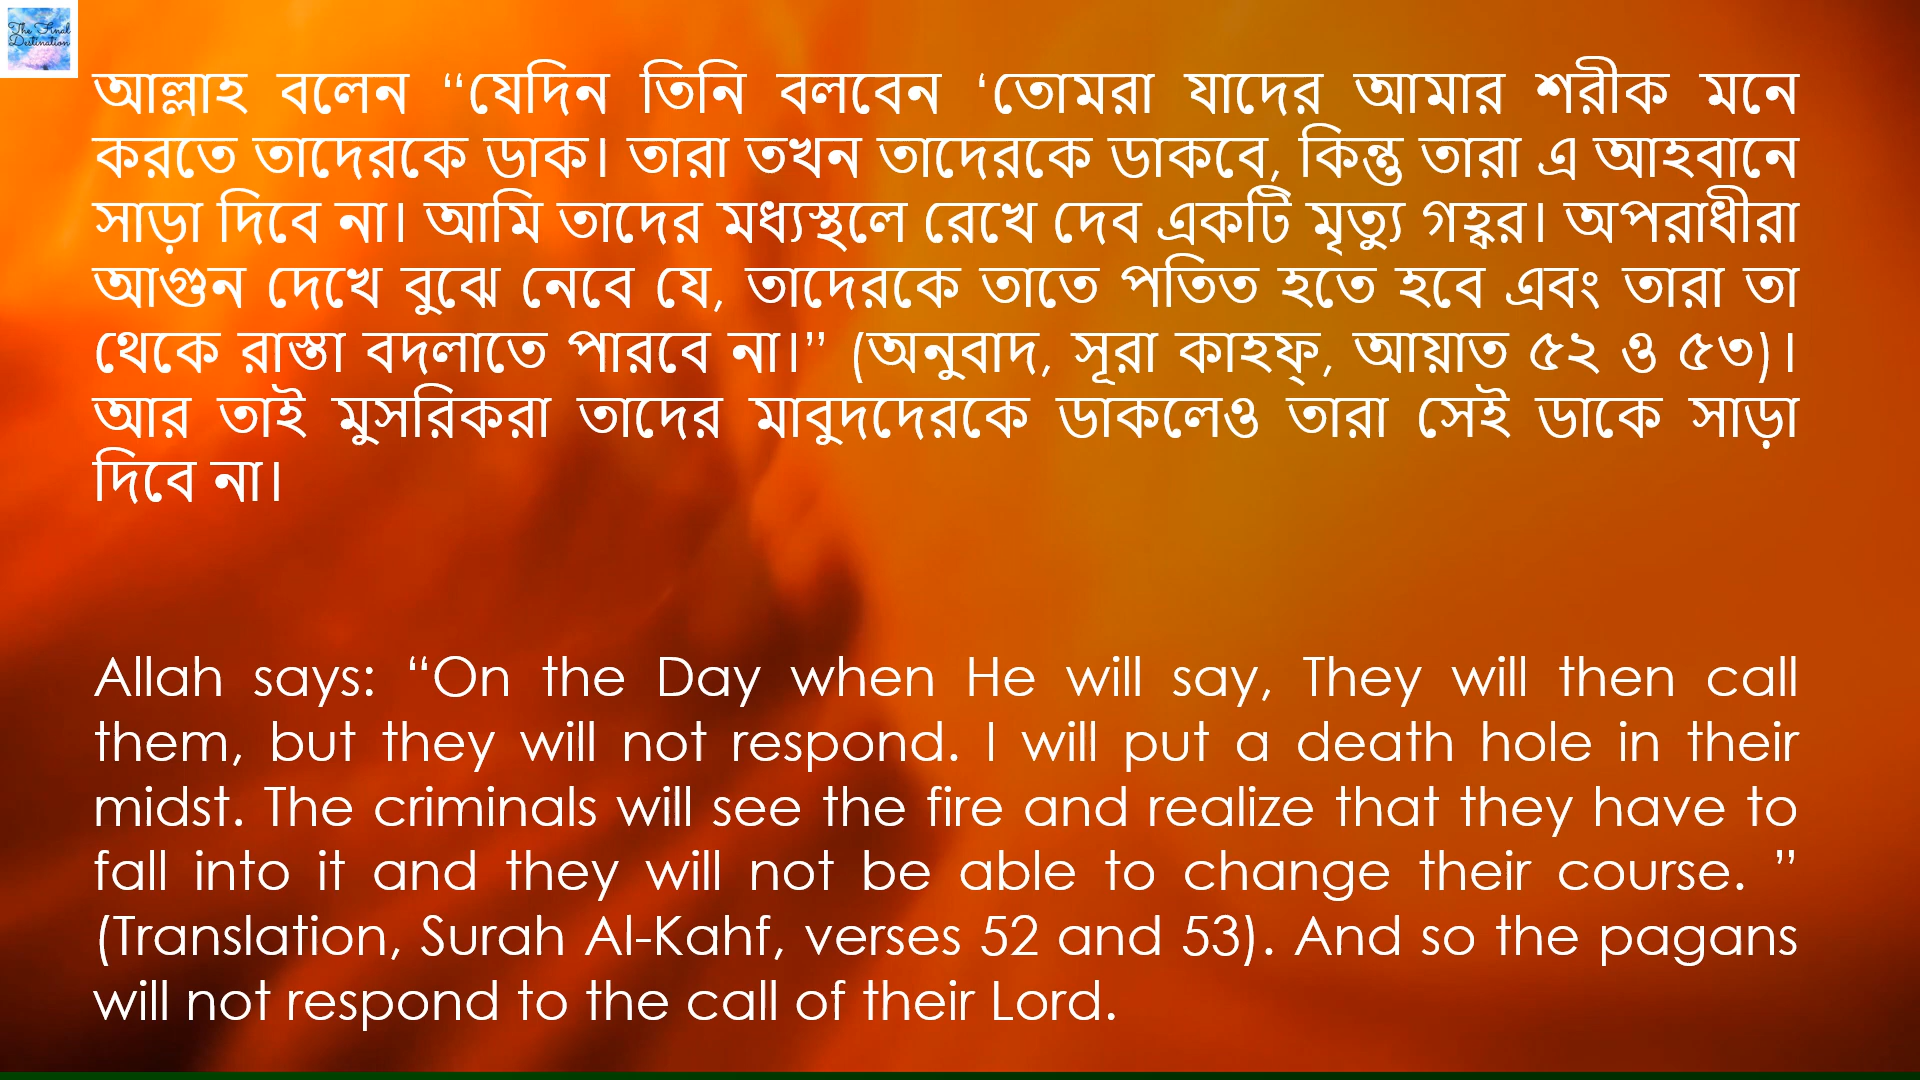 The Final
Destination
আল্লাহ বলেন “যেদিন তিনি বলবেন ‘তোমরা যাদের আমার শরীক মনে
করতে তাদেরকে ডাক। তারা তখন তাদেরকে ডাকবে, কিন্তু তারা এ আহবানে
সাড়া দিবে না। আমি তাদের মধ্যস্থলে রেখে দেব একটি মৃত্যু গহ্বর। অপরাধীরা
আগুন দেখে বুঝে নেবে যে, তাদেরকে তাতে পতিত হতে হবে এবং তারা তা
থেকে রাস্তা বদলাতে পারবে না।” (অনুবাদ, সূরা কাহফ্, আয়াত ৫২ ও ৫৩)।
আর তাই মুসরিকরা তাদের মাবুদদেরকে ডাকলেও তারা সেই ডাকে সাড়া
দিবে না।
Allah says: “On the Day when He will say, They will then call
them, but they will not respond. I will put a death hole in their
midst. The criminals will see the fire and realize that they have to
fall into it and they will not be able to change their course. ”
(Translation, Surah Al-Kahf, verses 52 and 53). And so the pagans
will not respond to the call of their Lord.